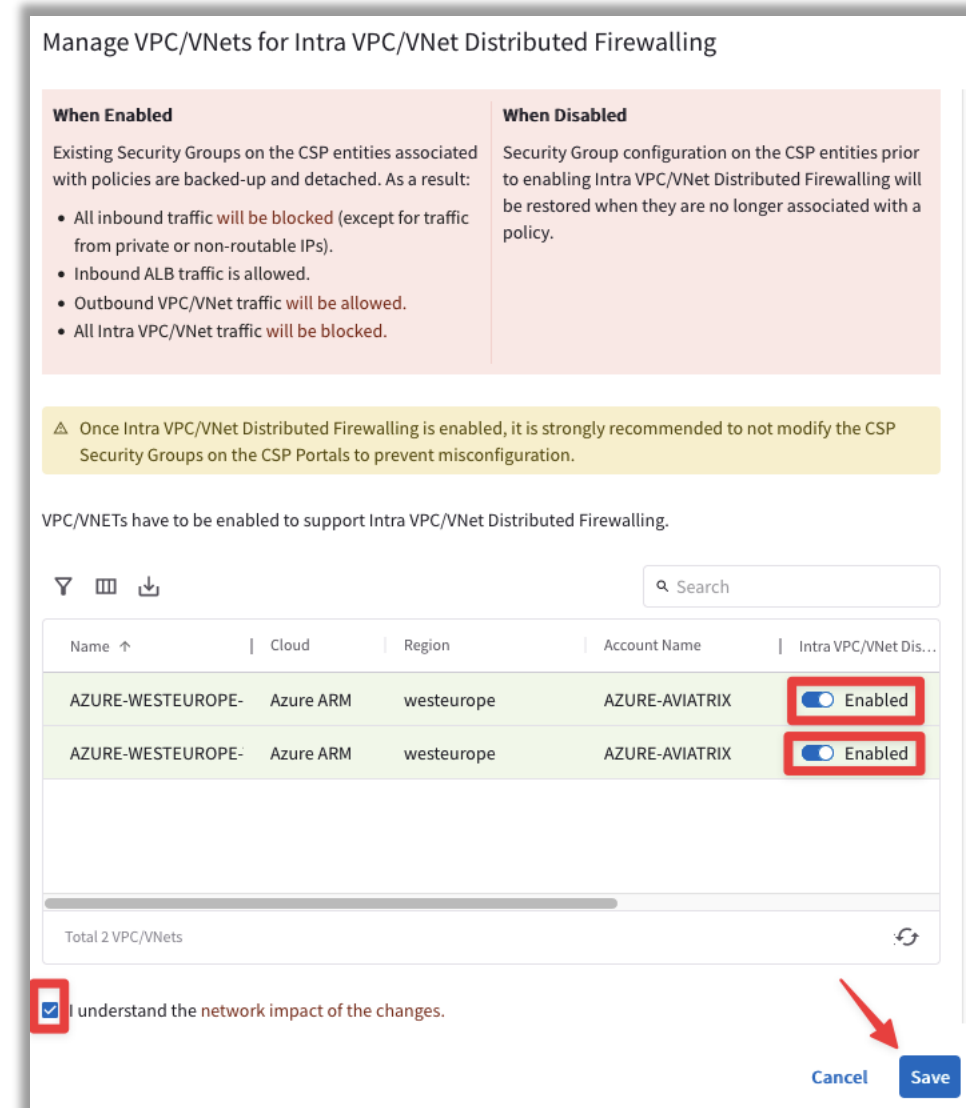 Manage VPC/VNets for Intra VPC/VNet Distributed Firewalling
When Enabled
Existing Security Groups on the CSP entities associated
with policies are backed-up and detached. As a result:
• All inbound traffic will be blocked (except for traffic
from private or non-routable IPs).
• Inbound ALB traffic is allowed.
• Outbound VPC/VNet traffic will be allowed.
• All Intra VPC/VNet traffic will be blocked.
When Disabled
Security Group configuration on the CSP entities prior
to enabling Intra VPC/VNet Distributed Firewalling will
be restored when they are no longer associated with a
policy.
Once Intra VPC/VNet Distributed Firewalling is enabled, it is strongly recommended to not modify the CSP
Security Groups on the CSP Portals to prevent misconfiguration.
VPC/VNETs have to be enabled to support Intra VPC/VNet Distributed Firewalling.
Search
Name Cloud Region Account Name Intra VPC/VNet Dis...
AZURE-WESTEUROPE- Azure ARM westeurope AZURE-AVIATRIX Enabled
AZURE-WESTEUROPE- Azure ARM westeurope AZURE-AVIATRIX Enabled
Total 2 VPC/VNets
I understand the network impact of the changes.
Cancel Save